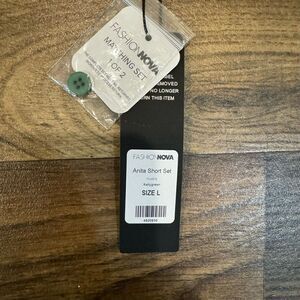 FASHIONNOVA
MATCHING SET
1 OF 2
EL
REMOVED
NO LONGER
RN THIS ITEM
FASHIONNOVA
Anita Short Set
Kellygreen
SIZE L